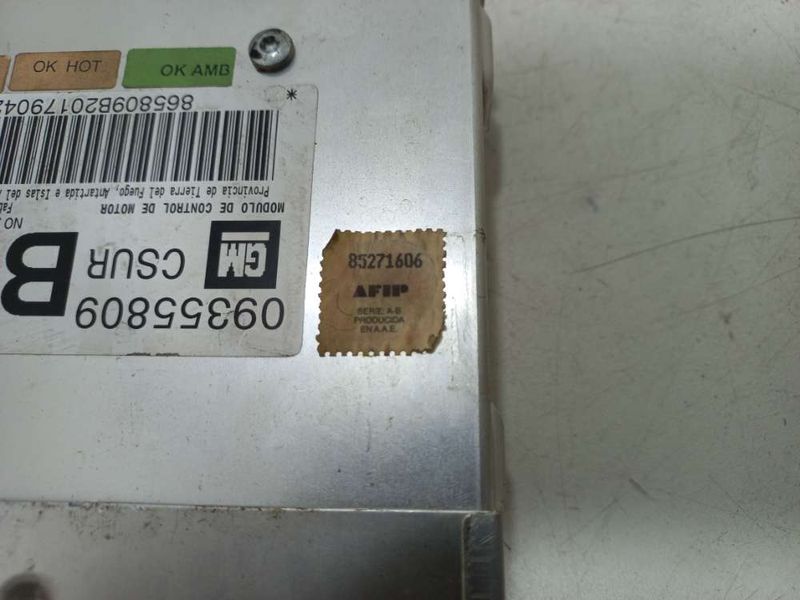 OK HOT
OK AMB
85271606
AFIP
SERIE: A-B
PRODUCIDA
EN A.A.E.
09355809
B
CSUR
GM
MODULO DE CONTROL DE MOTOR
Provincia de Tierra del Fuego, Antartida e Islas del
*